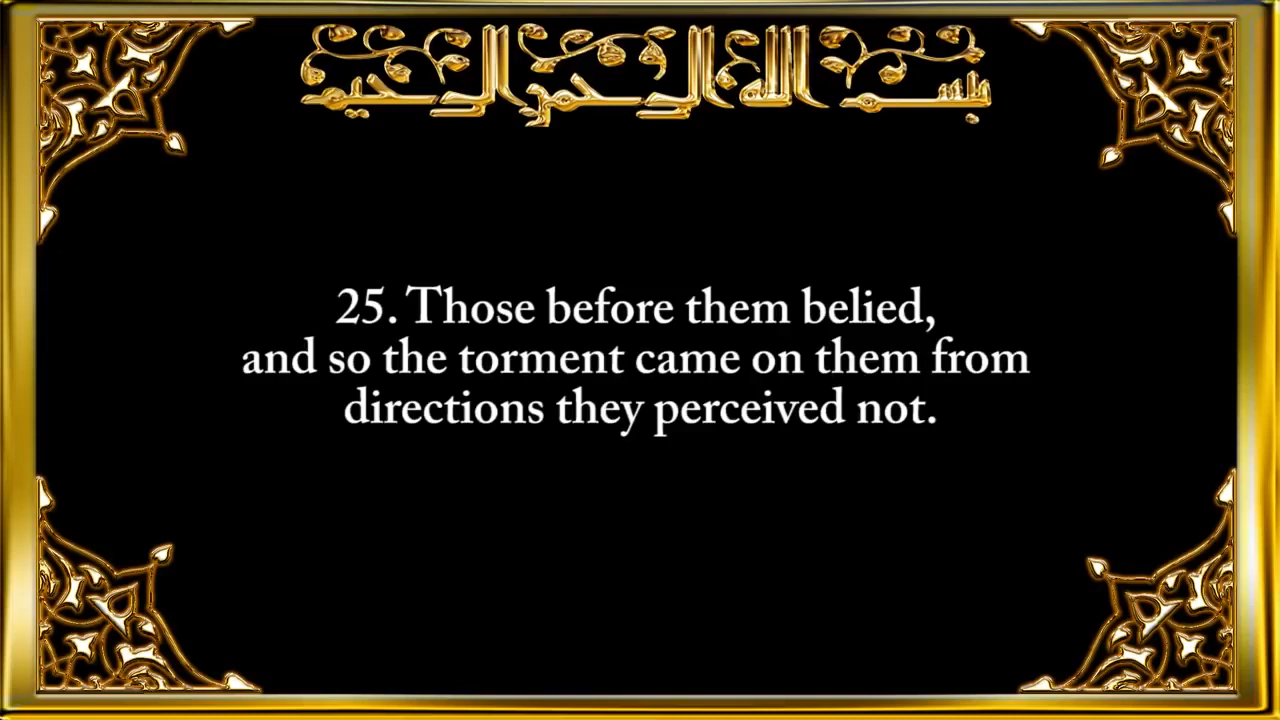 بسم الله الرحمن الرحيم
25. Those before them belied,
and so the torment came on them from
directions they perceived not.